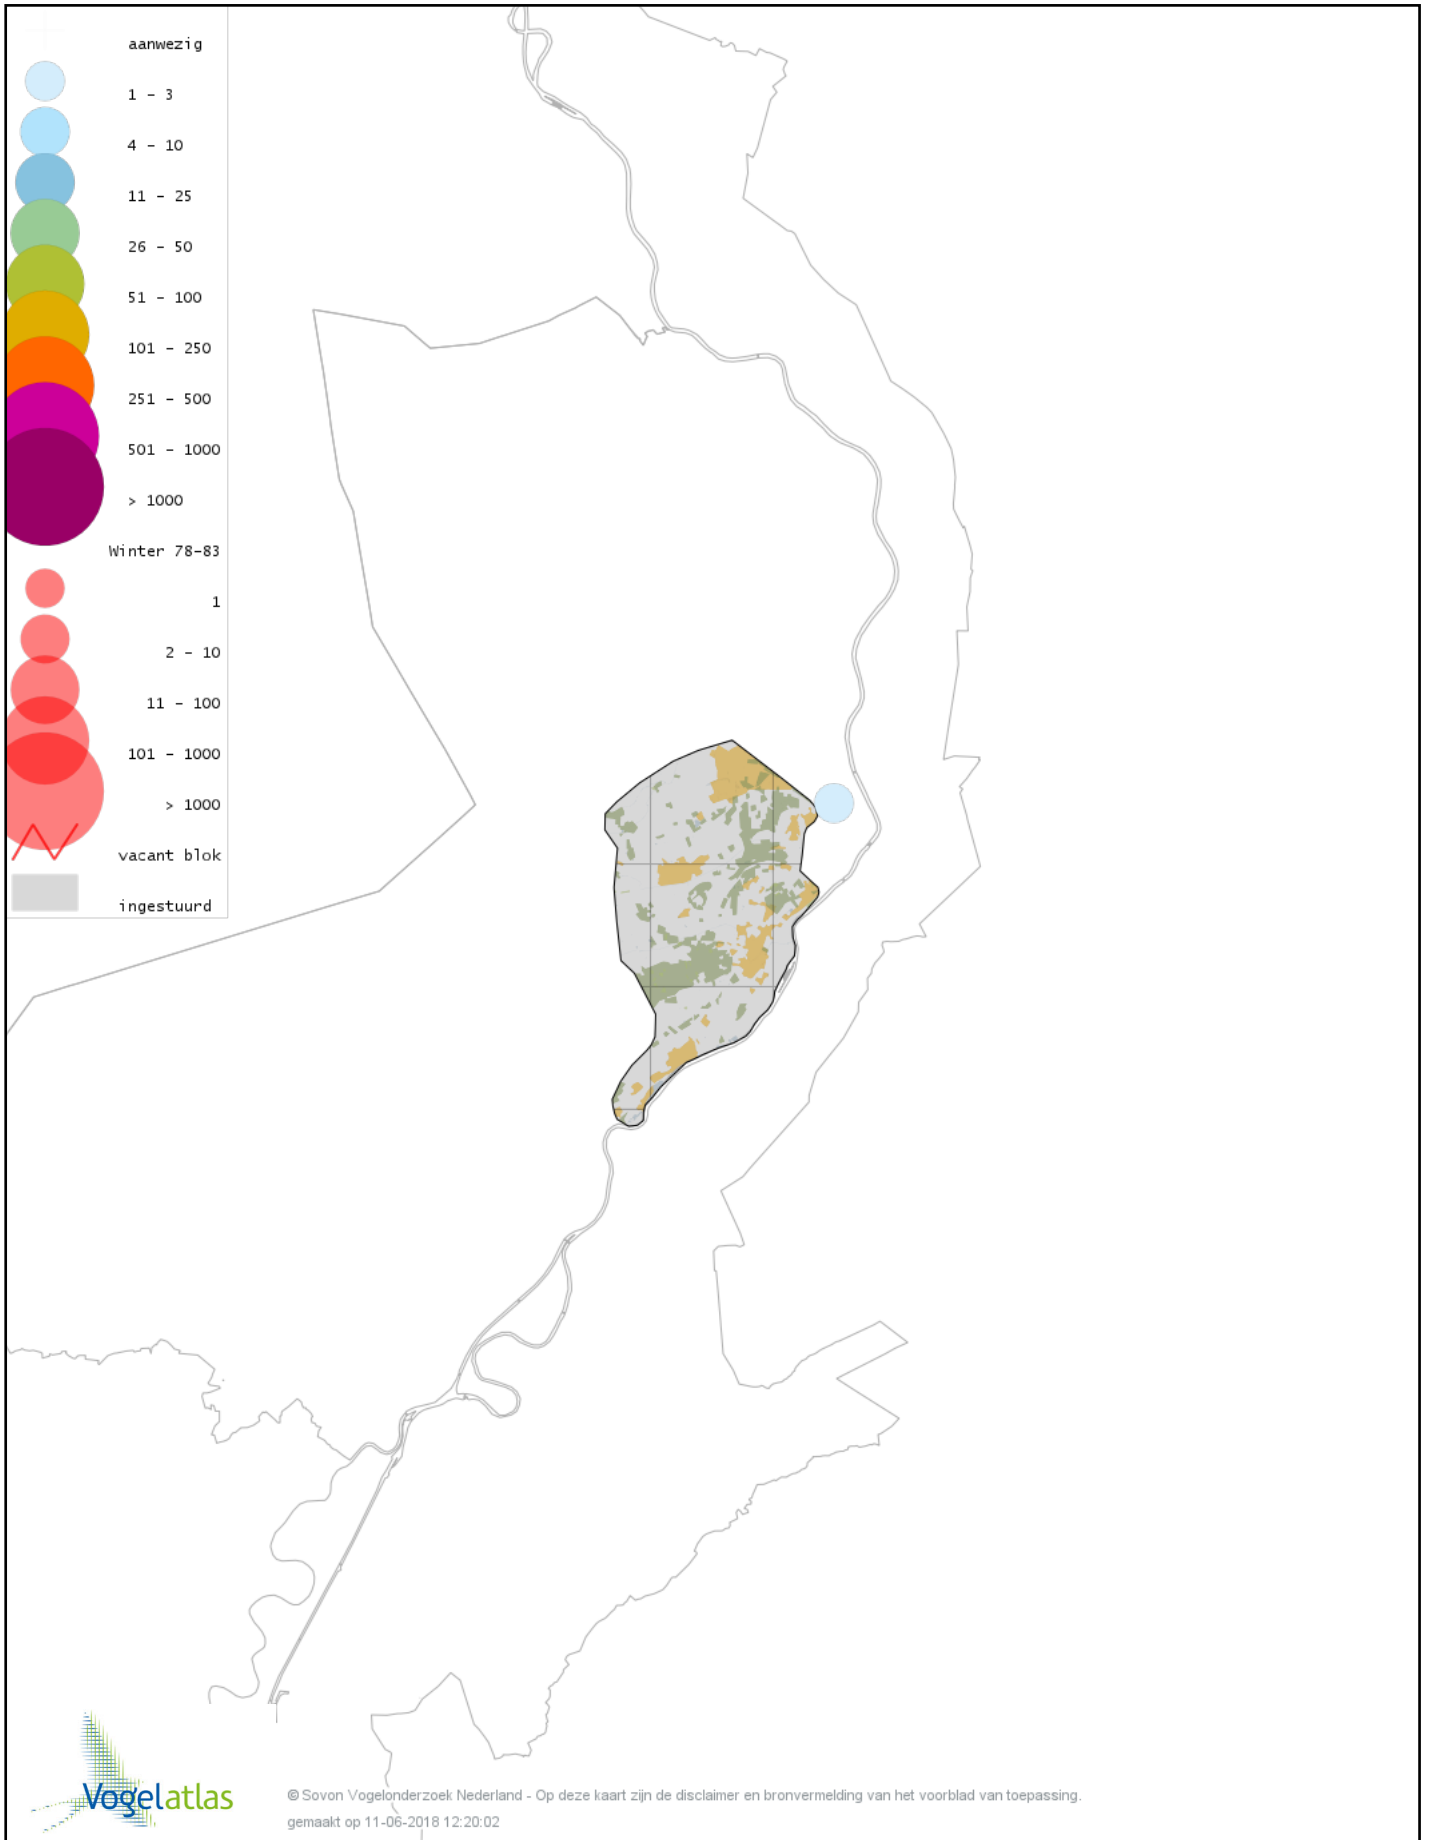 aanwezig
1 - 3
4 - 10
11 - 25
26 - 50
51 - 100
101 - 250
251 - 500
501 - 1000
> 1000
Winter 78-83
1
2 - 10
11 - 100
101 - 1000
> 1000
vacant blok
ingestuurd
Vogelatlas
© Sovon Vogelonderzoek Nederland - Op deze kaart zijn de disclaimer en bronvermelding van het voorblad van toepassing.
gemaakt op 11-06-2018 12:20:02